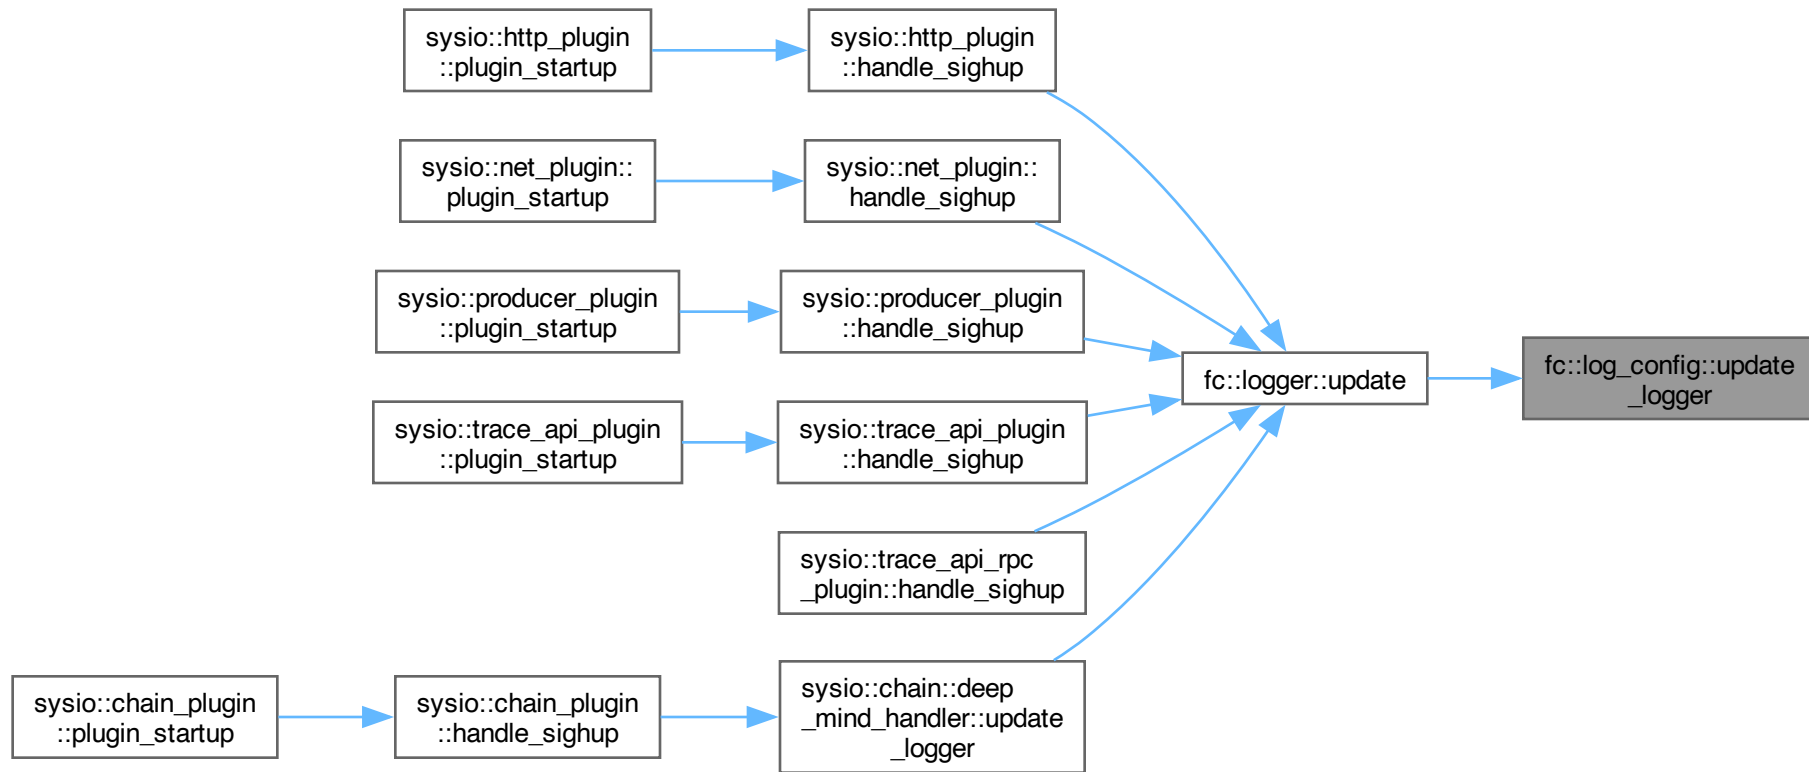 sysio::http_plugin
::plugin_startup
sysio::http_plugin
::handle_sighup
sysio::net_plugin::
plugin_startup
sysio::net_plugin::
handle_sighup
sysio::producer_plugin
::plugin_startup
sysio::producer_plugin
::handle_sighup
fc::logger::update
fc::log_config::update
_logger
sysio::trace_api_plugin
::plugin_startup
sysio::trace_api_plugin
::handle_sighup
sysio::trace_api_rpc
_plugin::handle_sighup
sysio::chain_plugin
::plugin_startup
sysio::chain_plugin
::handle_sighup
sysio::chain::deep
_mind_handler::update
_logger